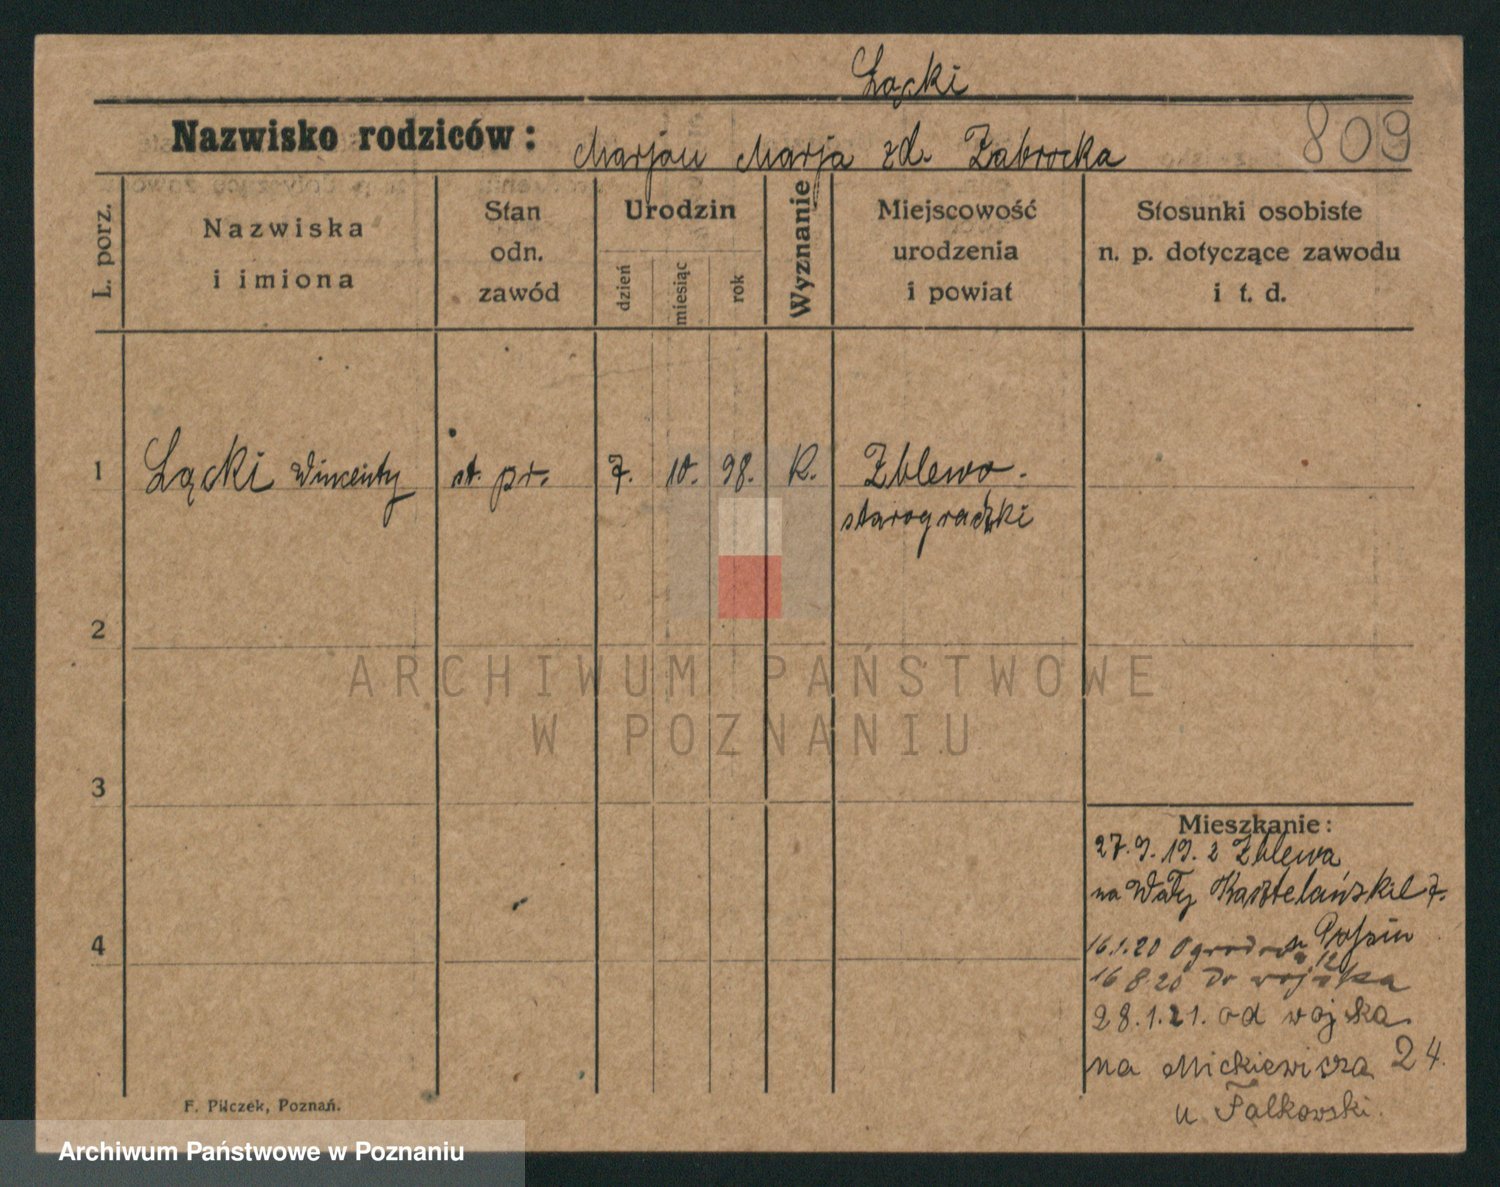 Łącki
Nazwisko rodziców: Marjan Marja zd. Żabrocka 809
L. porz.
Nazwiska
i imiona
Stan
odn.
zawód
Urodzin
dzień
miesiąc
rok
Wyznanie
Miejscowość
urodzenia
i powiat
Stosunki osobiste
n. p. dotyczące zawodu
i t. d.
1 Łącki Wincenty st. pr. 7. 10. 98. K. Zblewo.
starogradzki
2
ARCHIWUM PAŃSTWOWE
W POZNANIU
3
Mieszkanie:
27.9.19. z Zblewa
na Wały Kasztelańskie 7.
4
16.1.20 Ogrodowa 12
16.8.20 Do wojska
28.1.21. od wojska
na Mickiewicza 24.
u Falkowski.
F. Pilczek, Poznań.
Archiwum Państwowe w Poznaniu